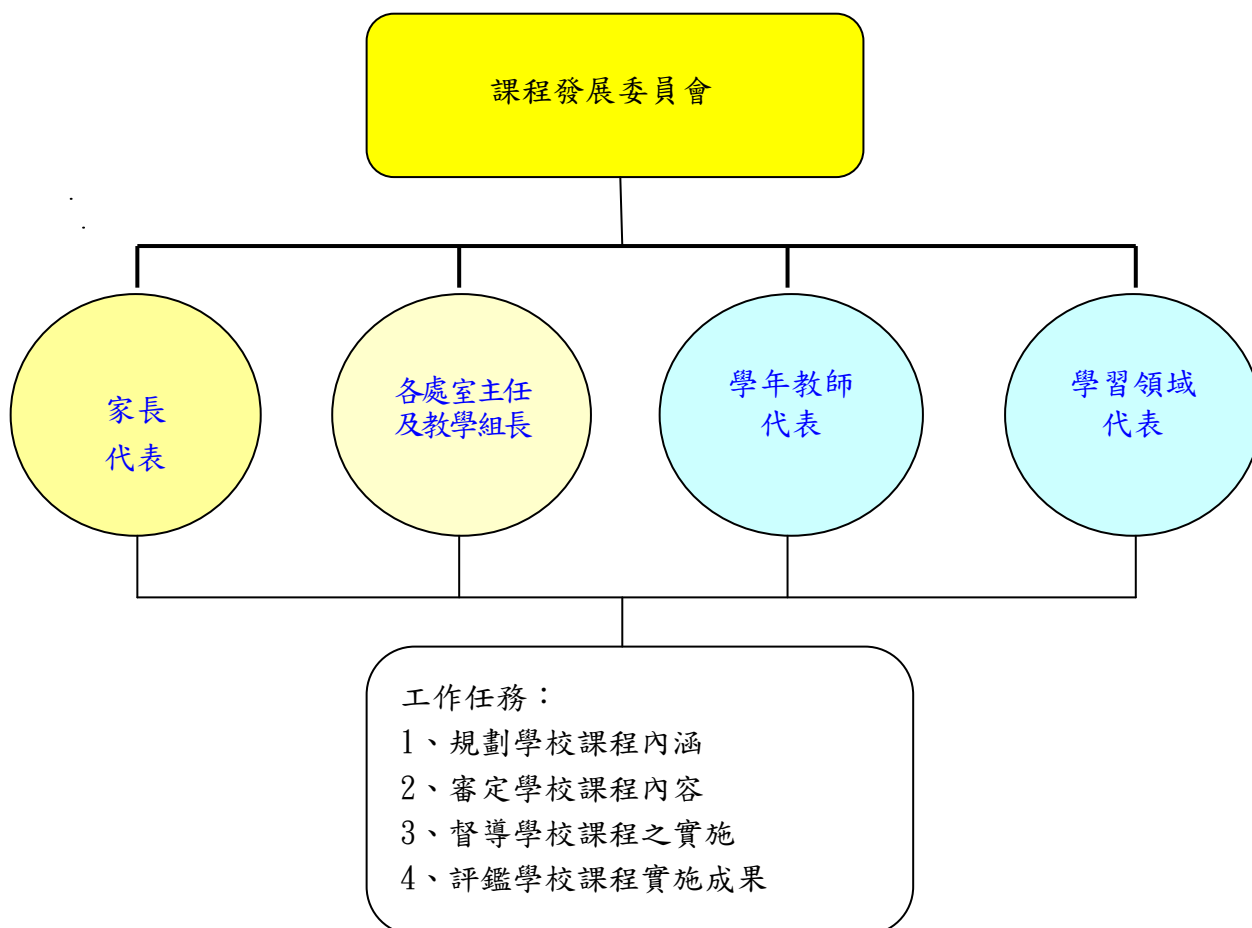 課程發展委員會
家長
代表
各處室主任
及教學組長
學年教師
代表
學習領域
代表
工作任務：
1、規劃學校課程內涵
2、審定學校課程內容
3、督導學校課程之實施
4、評鑑學校課程實施成果